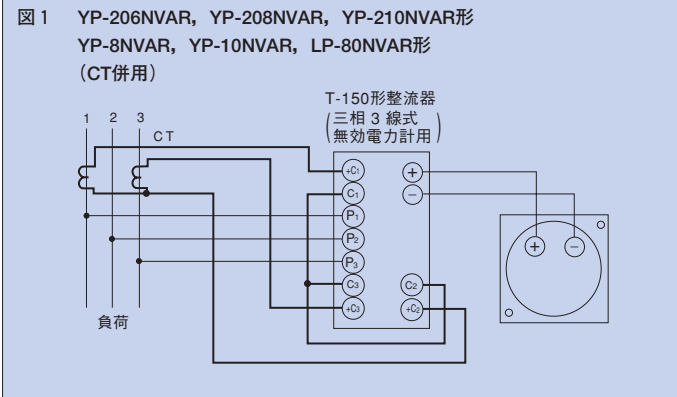 図1 YP-206NVAR，YP-208NVAR，YP-210NVAR形
YP-8NVAR，YP-10NVAR，LP-80NVAR形
（CT併用）
T-150形整流器
（三相3線式
無効電力計用）
1 2 3
CT
+C1
C1
P1
P2
P3
C3
+C3
+
−
C2
+C2
+ −
負荷